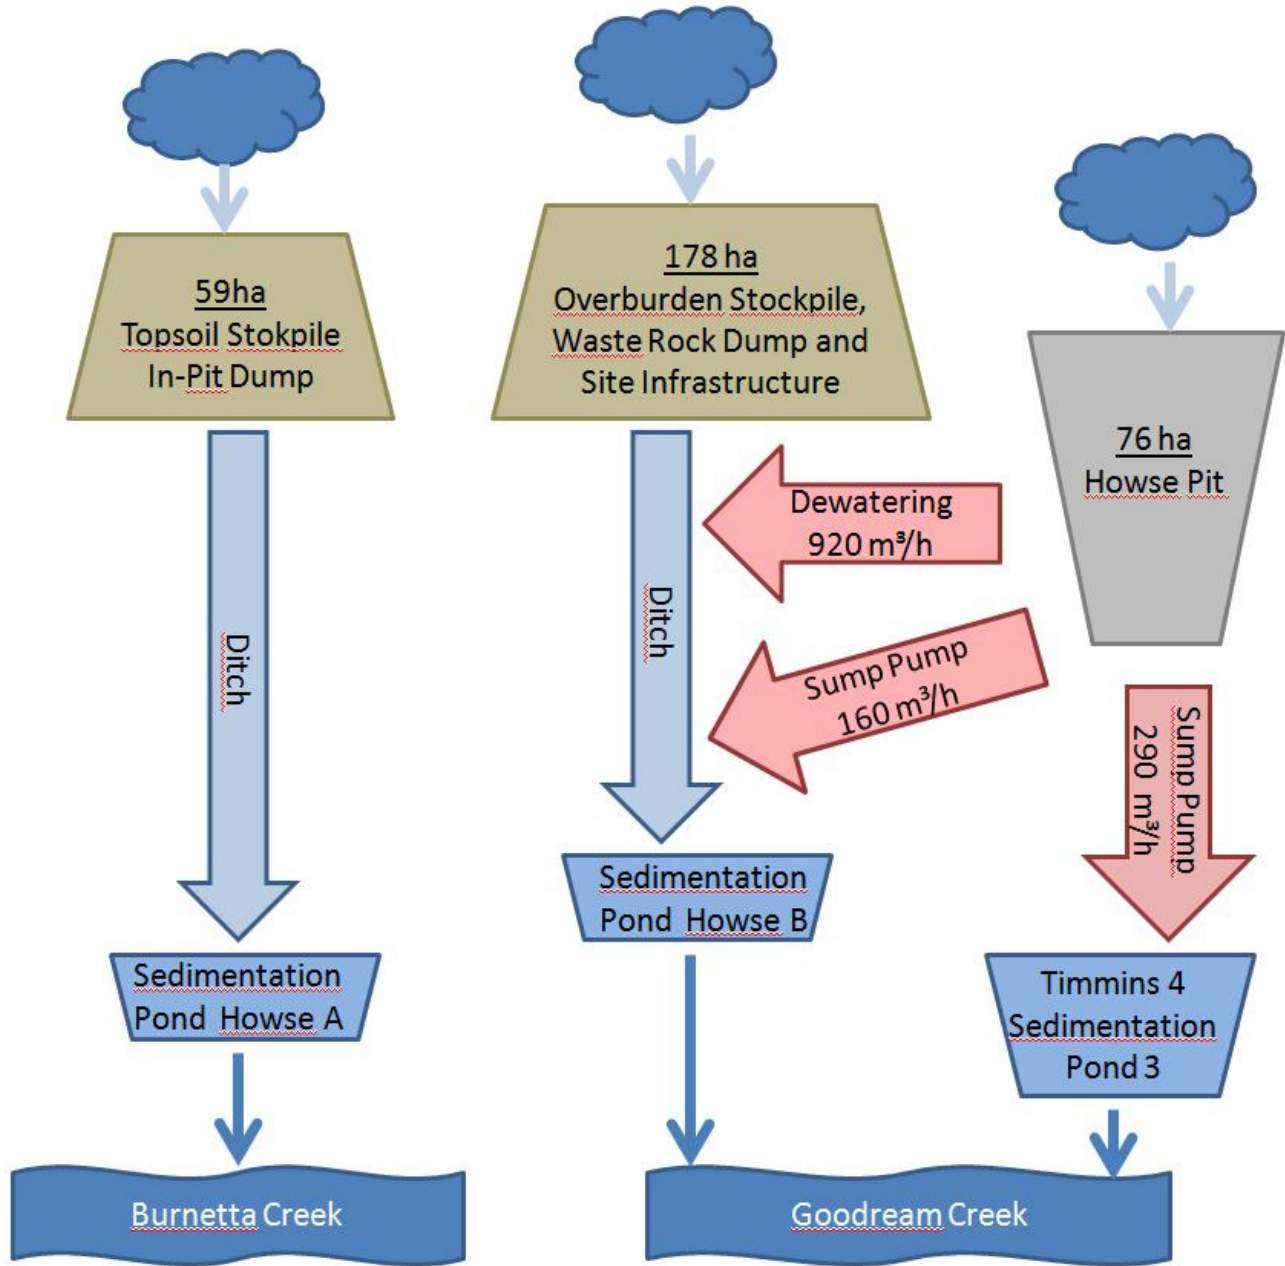 59ha
Topsoil Stokpile
In-Pit Dump
Ditch
Sedimentation
Pond Howse A
Burnetta Creek
178 ha
Overburden Stockpile,
Waste Rock Dump and
Site Infrastructure
Dewatering
920 m³/h
Ditch
Sump Pump
160 m³/h
Sedimentation
Pond Howse B
76 ha
Howse Pit
Sump Pump
290 m³/h
Timmins 4
Sedimentation
Pond 3
Goodream Creek